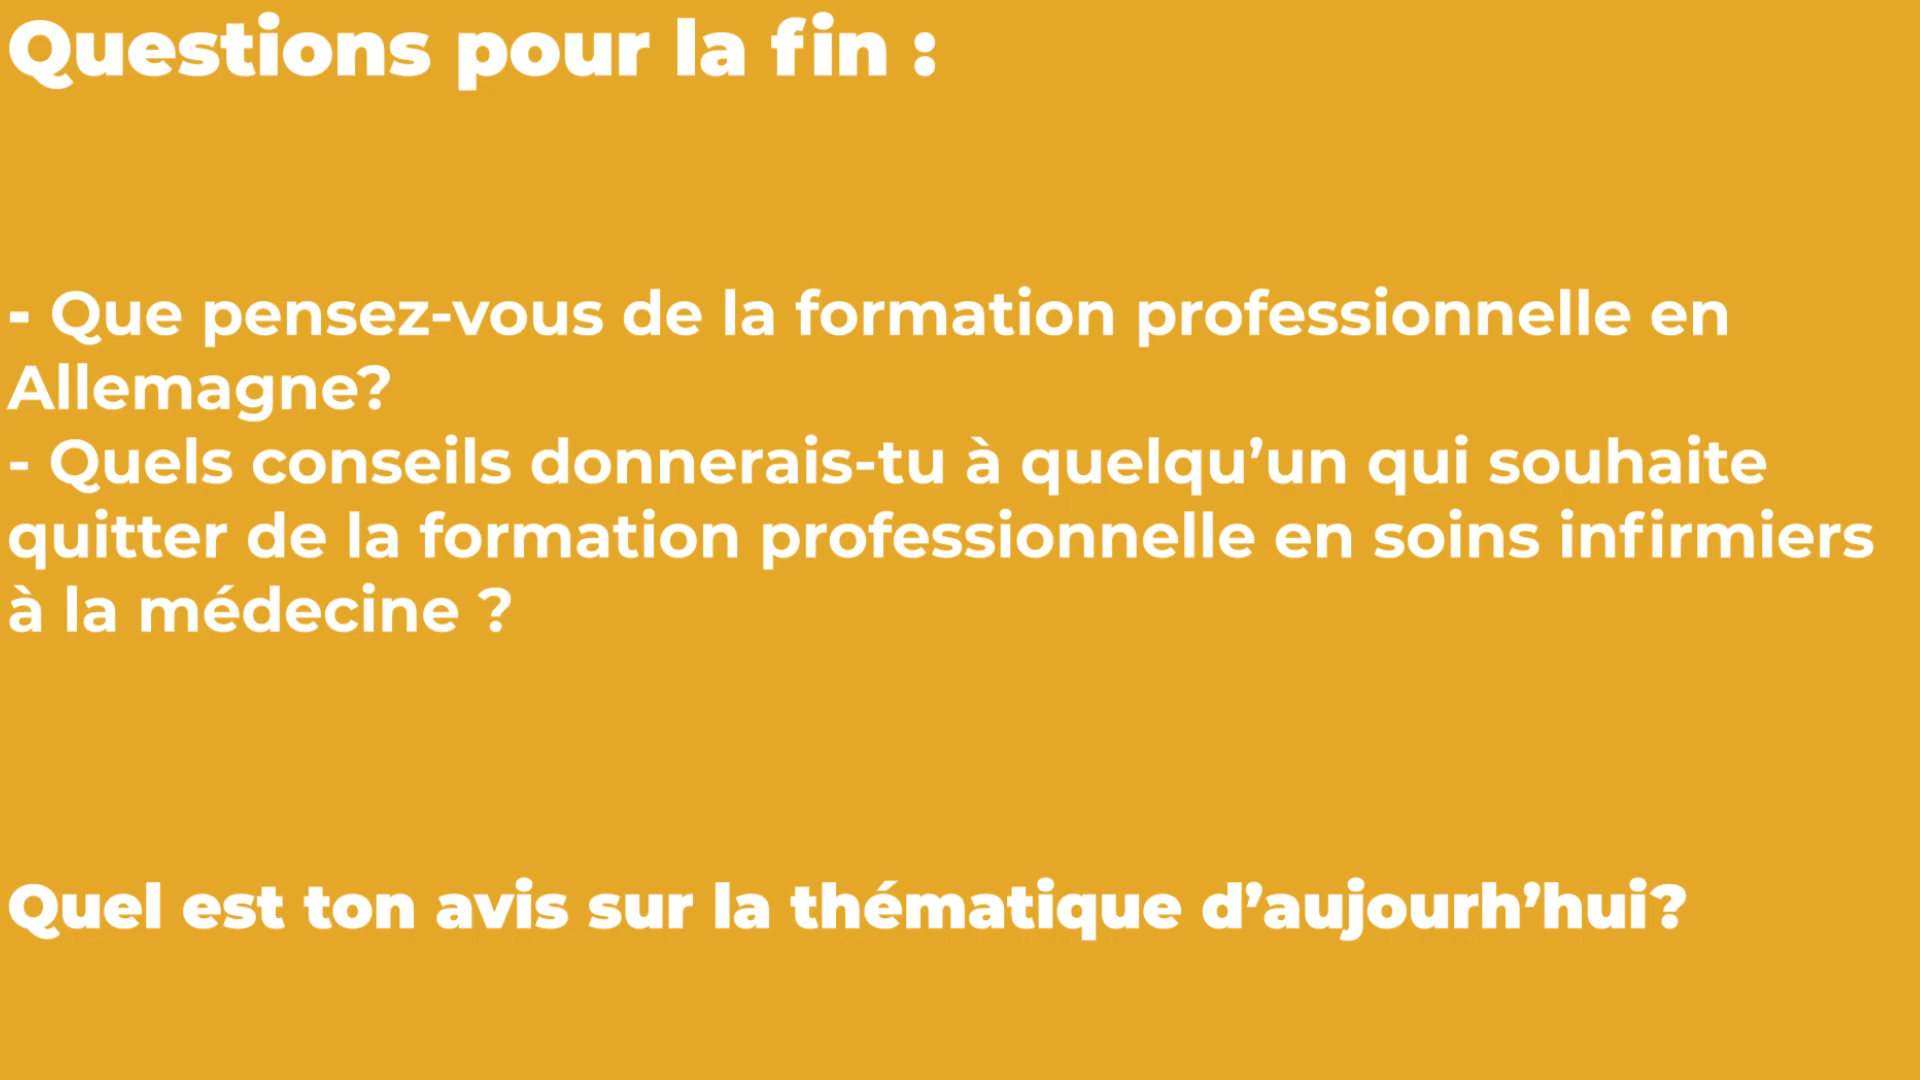 Questions pour la fin :
- Que pensez-vous de la formation professionnelle en
Allemagne?
- Quels conseils donnerais-tu à quelqu’un qui souhaite
quitter de la formation professionnelle en soins infirmiers
à la médecine ?
Quel est ton avis sur la thématique d’aujourh’hui?